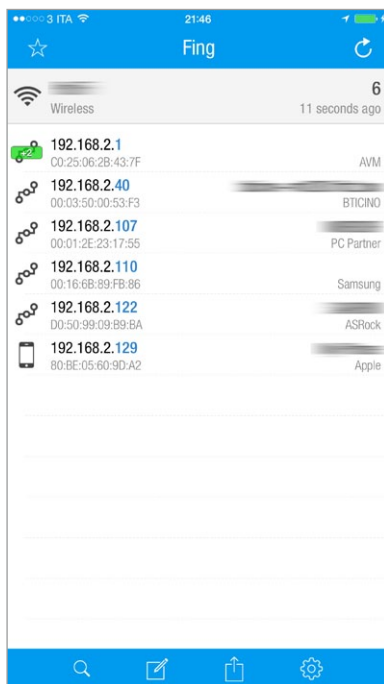 3 ITA 21:46
Fing
6
Wireless 11 seconds ago
192.168.2.1
C0:25:06:2B:43:7F AVM
192.168.2.40
00:03:50:00:53:F3 BTICINO
192.168.2.107
00:01:2E:23:17:55 PC Partner
192.168.2.110
00:16:6B:89:FB:86 Samsung
192.168.2.122
D0:50:99:09:B9:BA ASRock
192.168.2.129
80:BE:05:60:9D:A2 Apple